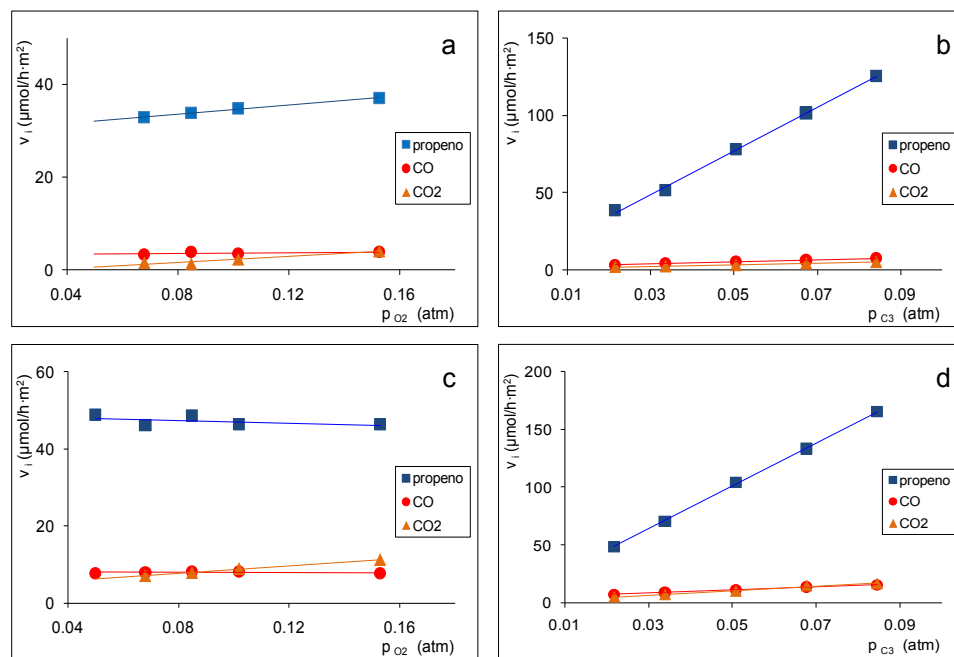 a
v i (µmol/h·m²)
40
20
0
0.04 0.08 0.12 0.16
p O2 (atm)
propeno
CO
CO2
b
v i (µmol/h·m²)
150
100
50
0
0.01 0.03 0.05 0.07 0.09
p C3 (atm)
propeno
CO
CO2
c
v i (µmol/h·m²)
60
40
20
0
0.04 0.08 0.12 0.16
p O2 (atm)
propeno
CO
CO2
d
v i (µmol/h·m²)
200
150
100
50
0
0.01 0.03 0.05 0.07 0.09
p C3 (atm)
propeno
CO
CO2